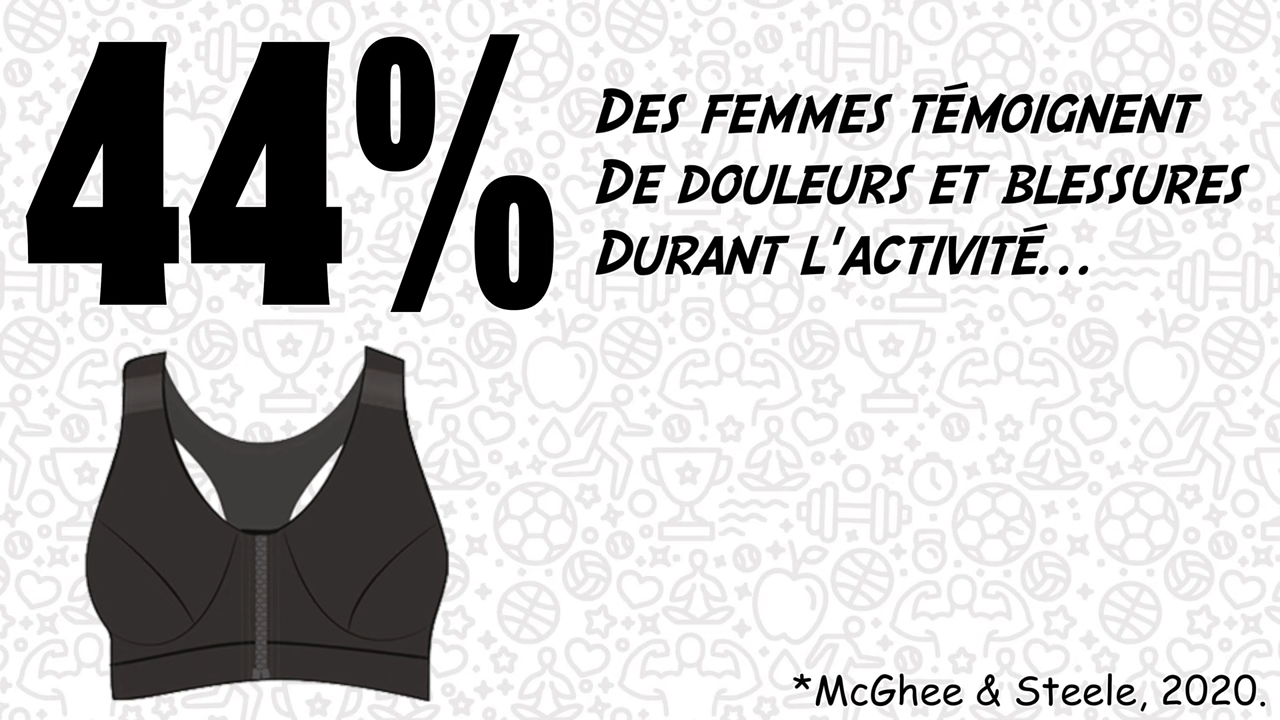 44%
DES FEMMES TÉMOIGNENT
DE DOULEURS ET BLESSURES
DURANT L'ACTIVITÉ...
*McGhee & Steele, 2020.